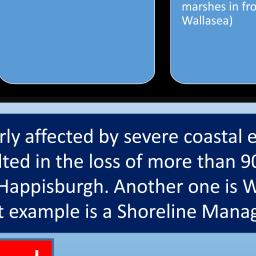 marshes in fro
Wallasea)
rly affected by severe coastal e
lted in the loss of more than 90
Happisburgh. Another one is W
t example is a Shoreline Manag